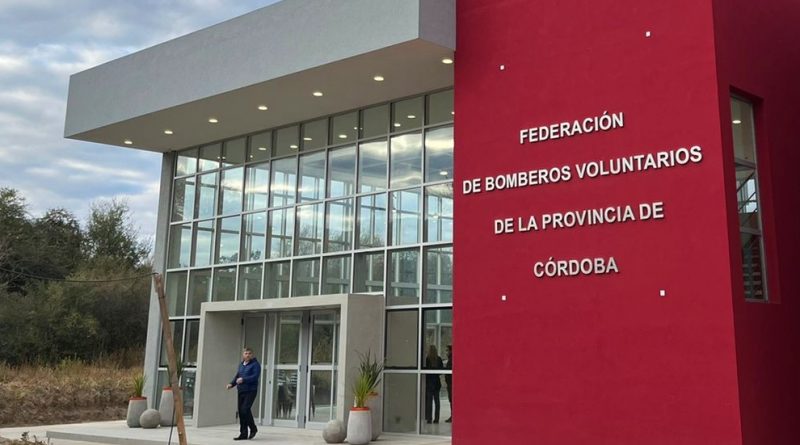 FEDERACIÓN
DE BOMBEROS VOLUNTARIOS
DE LA PROVINCIA DE
CÓRDOBA